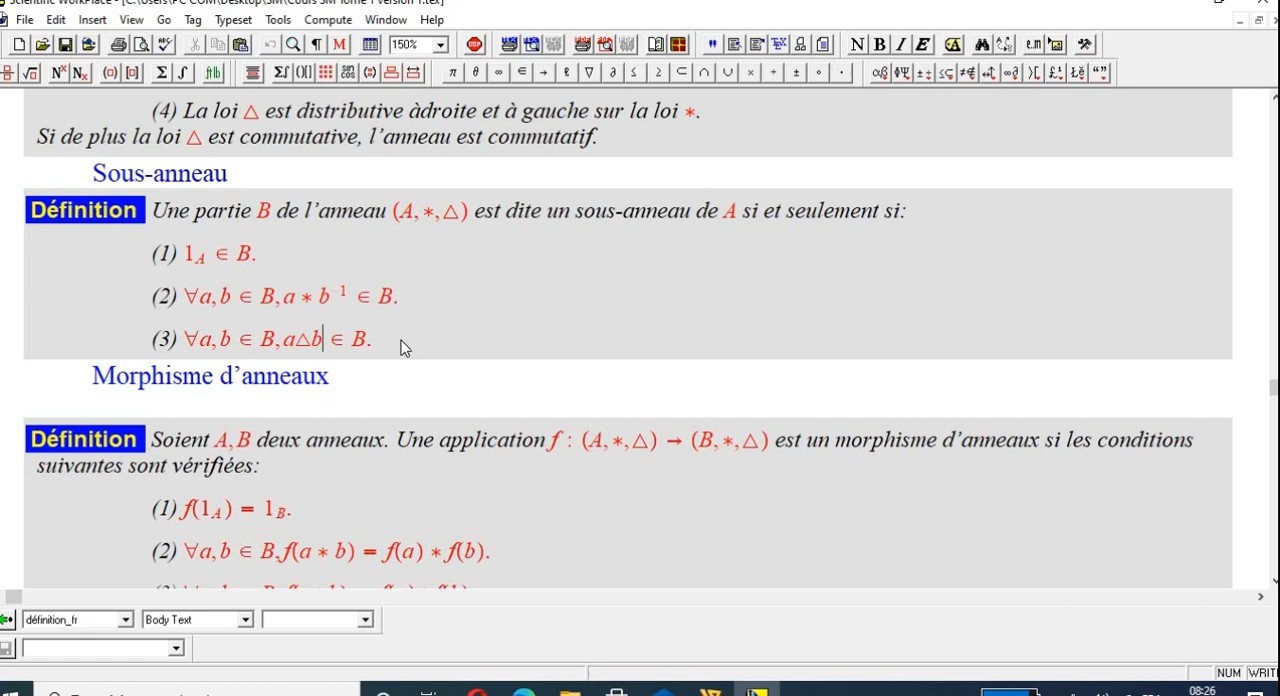 Scientific WorkPlace - [C:\Users\PC COM\Desktop\SM\Cours SM Tome 1 version 1.tex]
File Edit Insert View Go Tag Typeset Tools Compute Window Help
150%
(4) La loi △ est distributive àdroite et à gauche sur la loi ∗.
Si de plus la loi △ est commutative, l'anneau est commutatif.
Sous-anneau
Définition Une partie B de l'anneau (A,∗,△) est dite un sous-anneau de A si et seulement si:
(1) 1_A ∈ B.
(2) ∀a,b ∈ B, a ∗ b⁻¹ ∈ B.
(3) ∀a,b ∈ B, a△b ∈ B.
Morphisme d'anneaux
Définition Soient A,B deux anneaux. Une application f : (A,∗,△) → (B,∗,△) est un morphisme d'anneaux si les conditions
suivantes sont vérifiées:
(1) f(1_A) = 1_B.
(2) ∀a,b ∈ B,f(a ∗ b) = f(a) ∗ f(b).
définition_fr Body Text
NUM WRIT
08:26